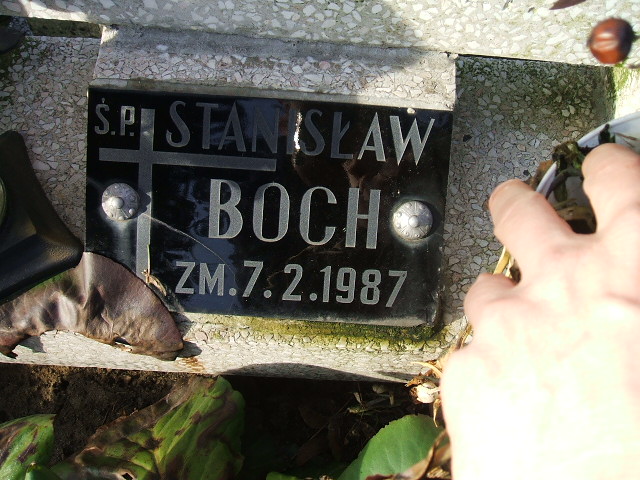 Ś.P. STANISŁAW
BOCH
ZM. 7. 2. 1987